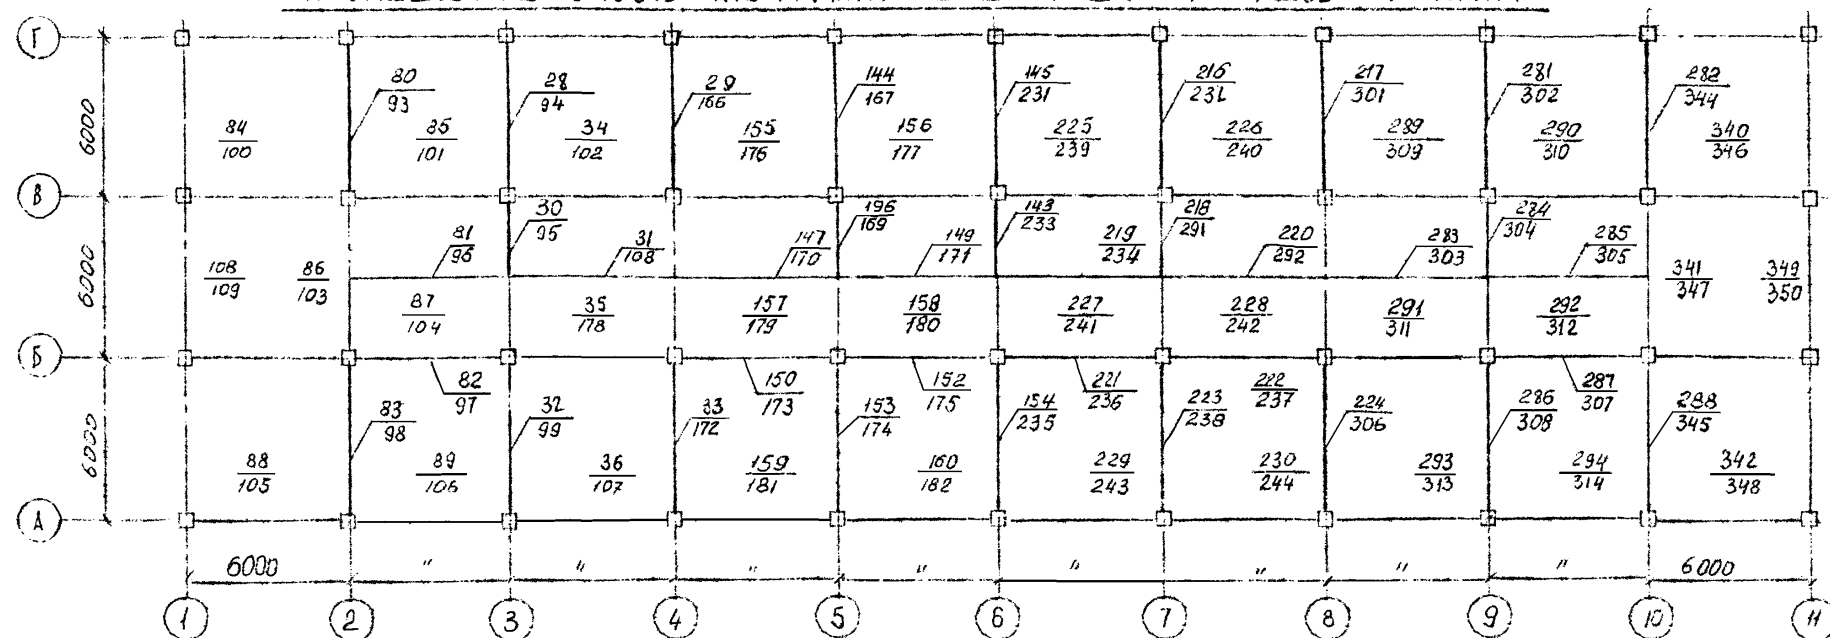 Г
80/93 28/94 29/166 144/167 145/231 216/232 217/301 281/302 282/344
84/100 85/101 34/102 155/176 156/177 225/239 226/240 289/309 290/310 340/346
6000
В
81/96 30/95 31/108 147/170 196/169 149/171 143/233 219/234 218/291 220/292 283/303 284/304 285/305
108/109 86/103 341/347 349/350
6000
87/104 35/178 157/179 158/180 227/241 228/242 291/311 292/312
Б
82/97 150/173 152/175 221/236 222/237 287/307
83/98 32/99 33/172 153/174 154/235 223/238 224/306 286/308 288/345
6000
88/105 89/106 36/107 159/181 160/182 229/243 230/244 293/313 294/314 342/348
А
6000 " " " " " " " " 6000
1 2 3 4 5 6 7 8 9 10 11